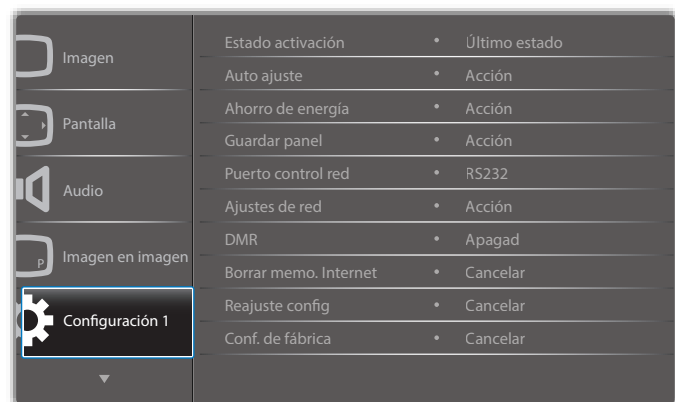 Imagen
Pantalla
Audio
P
Imagen en imagen
Configuración 1
Estado activación • Último estado
Auto ajuste • Acción
Ahorro de energía • Acción
Guardar panel • Acción
Puerto control red • RS232
Ajustes de red • Acción
DMR • Apagad
Borrar memo. Internet • Cancelar
Reajuste config • Cancelar
Conf. de fábrica • Cancelar